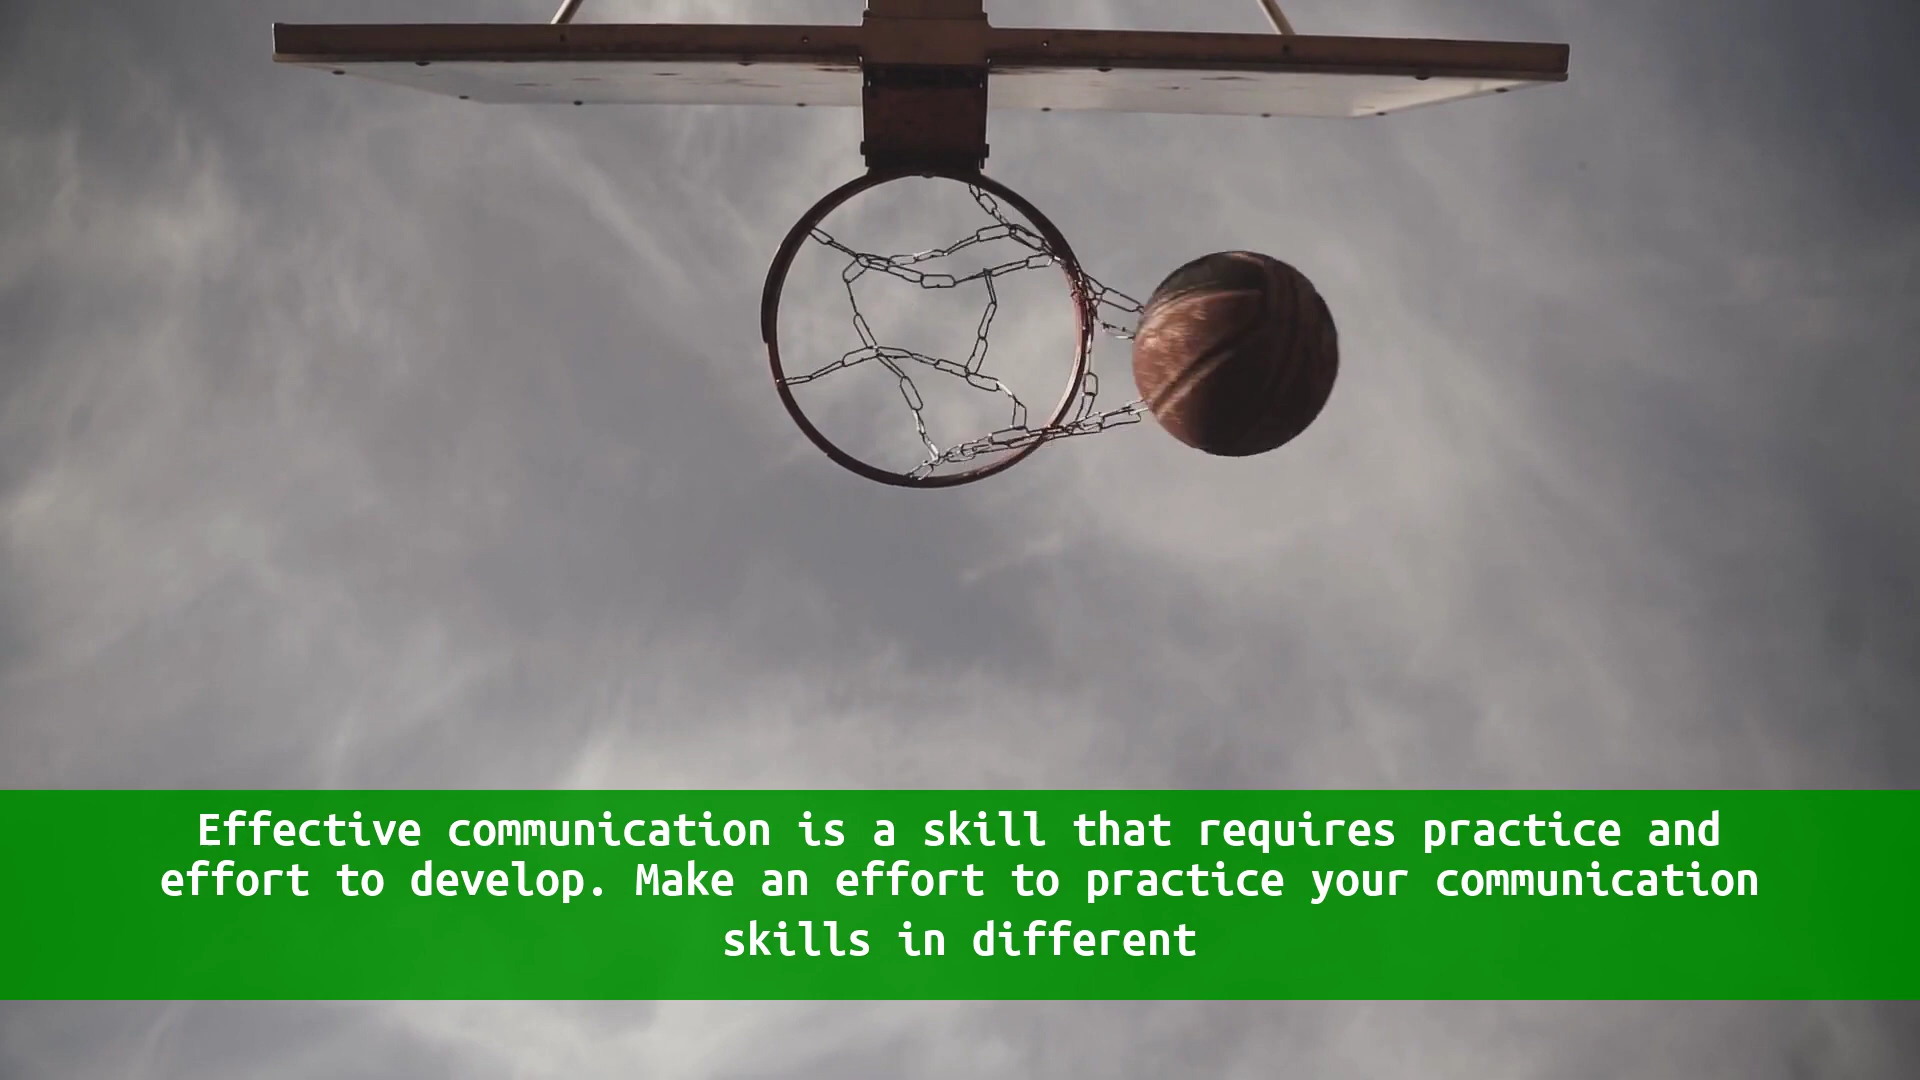 Effective communication is a skill that requires practice and
effort to develop. Make an effort to practice your communication
skills in different